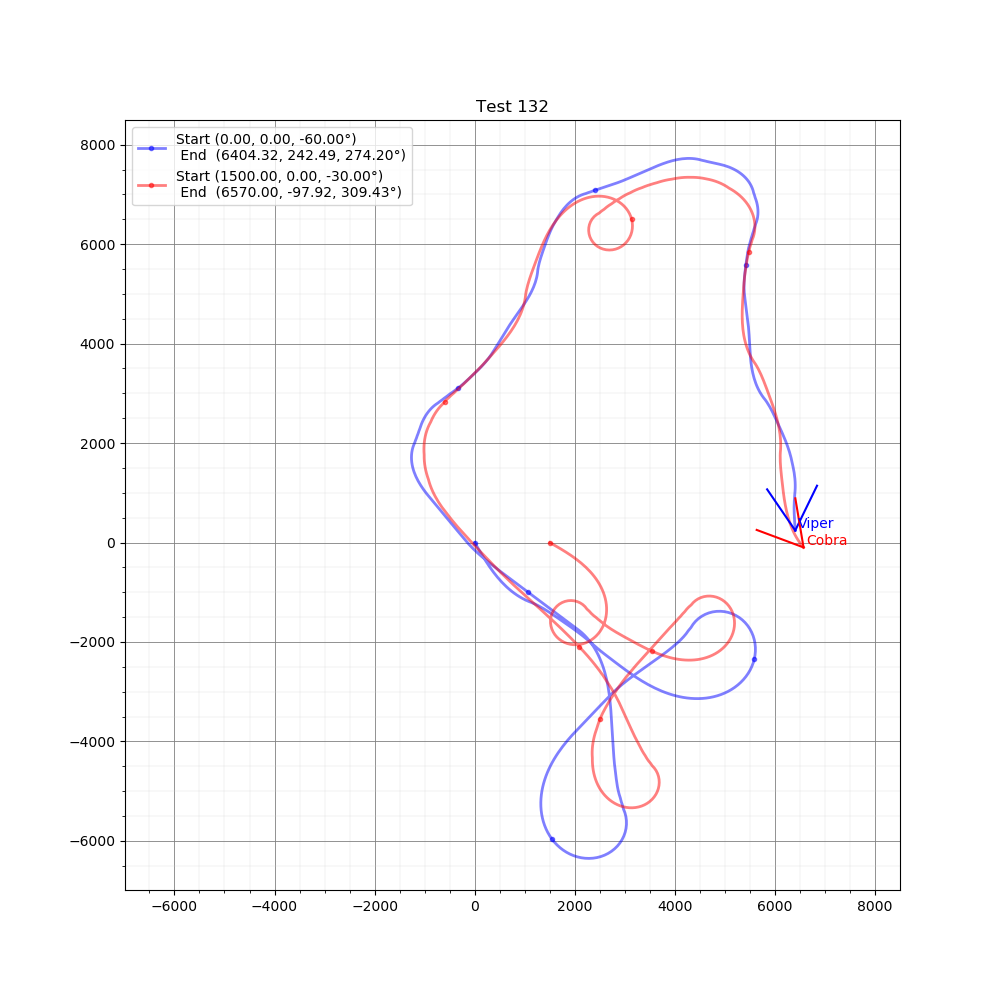 Test 132
Start (0.00, 0.00, -60.00°)
End  (6404.32, 242.49, 274.20°)
Start (1500.00, 0.00, -30.00°)
End  (6570.00, -97.92, 309.43°)
8000
6000
4000
2000
0
−2000
−4000
−6000
Viper
Cobra
−6000 −4000 −2000 0 2000 4000 6000 8000